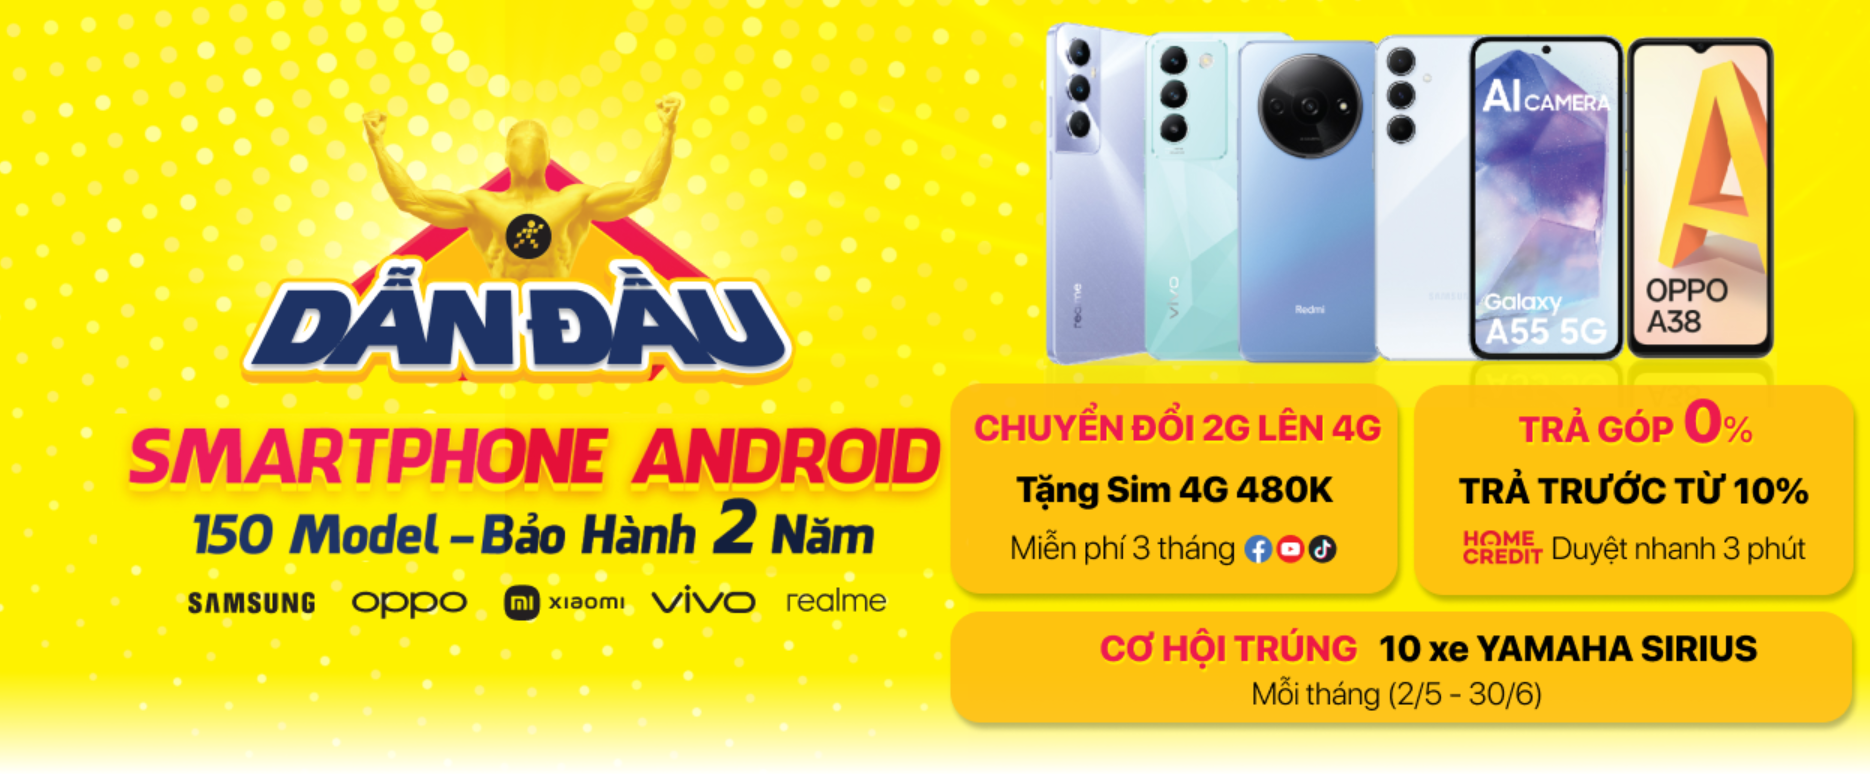 DẪN ĐẦU
SMARTPHONE ANDROID
150 Model – Bảo Hành 2 Năm
SAMSUNG oppo mi xiaomi vivo realme
realme
vivo
Redmi
SAMSUNG
AI CAMERA
Galaxy
A55 5G
A
OPPO
A38
CHUYỂN ĐỔI 2G LÊN 4G
Tặng Sim 4G 480K
Miễn phí 3 tháng
TRẢ GÓP 0%
TRẢ TRƯỚC TỪ 10%
HOME CREDIT Duyệt nhanh 3 phút
CƠ HỘI TRÚNG 10 xe YAMAHA SIRIUS
Mỗi tháng (2/5 - 30/6)